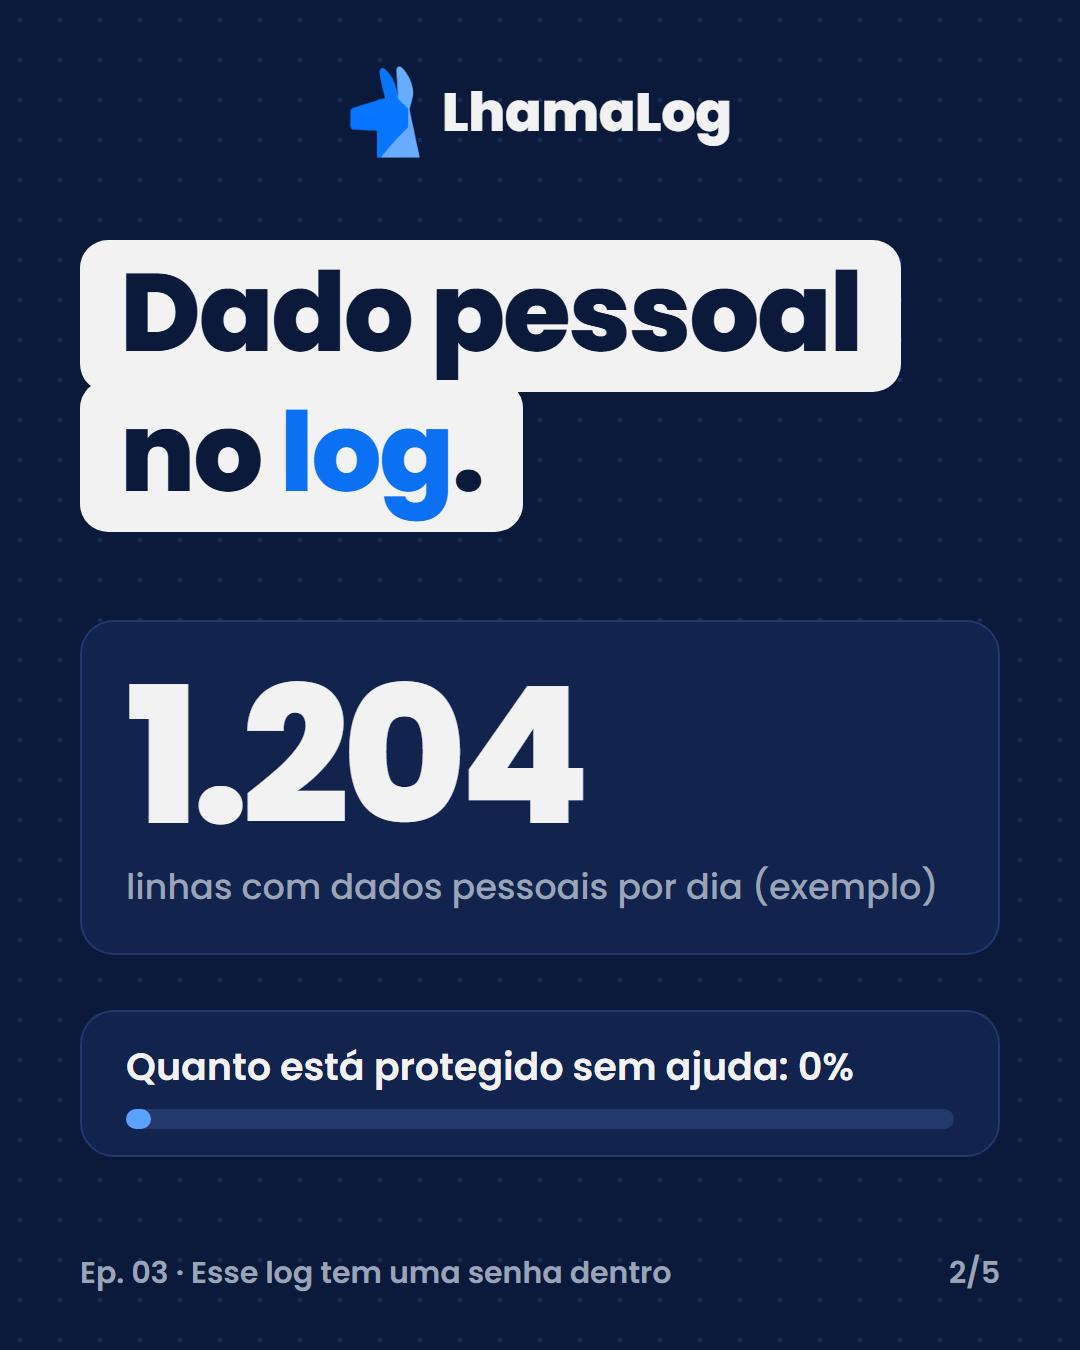 LhamaLog
Dado pessoal
no log.
1.204
linhas com dados pessoais por dia (exemplo)
Quanto está protegido sem ajuda: 0%
Ep. 03 · Esse log tem uma senha dentro
2/5